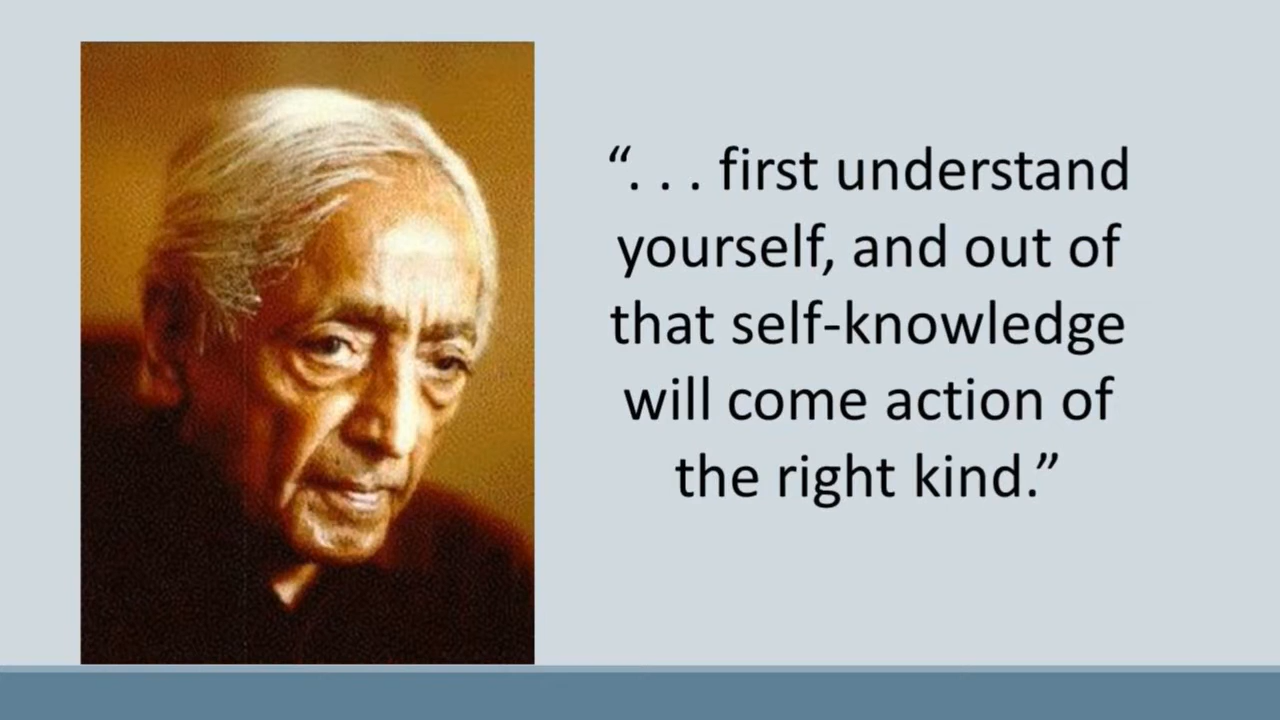 “. . . first understand
yourself, and out of
that self-knowledge
will come action of
the right kind.”